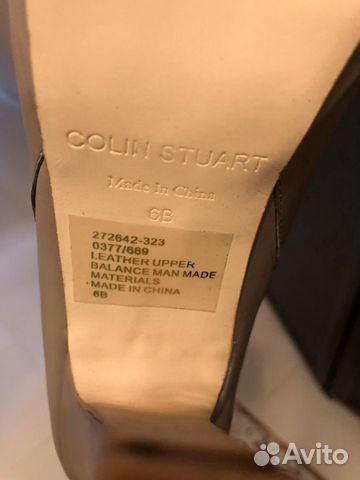 COLIN STUART
Made In China
6B
272642-323
0377/689
LEATHER UPPER
BALANCE MAN MADE
MATERIALS
MADE IN CHINA
6B
Avito